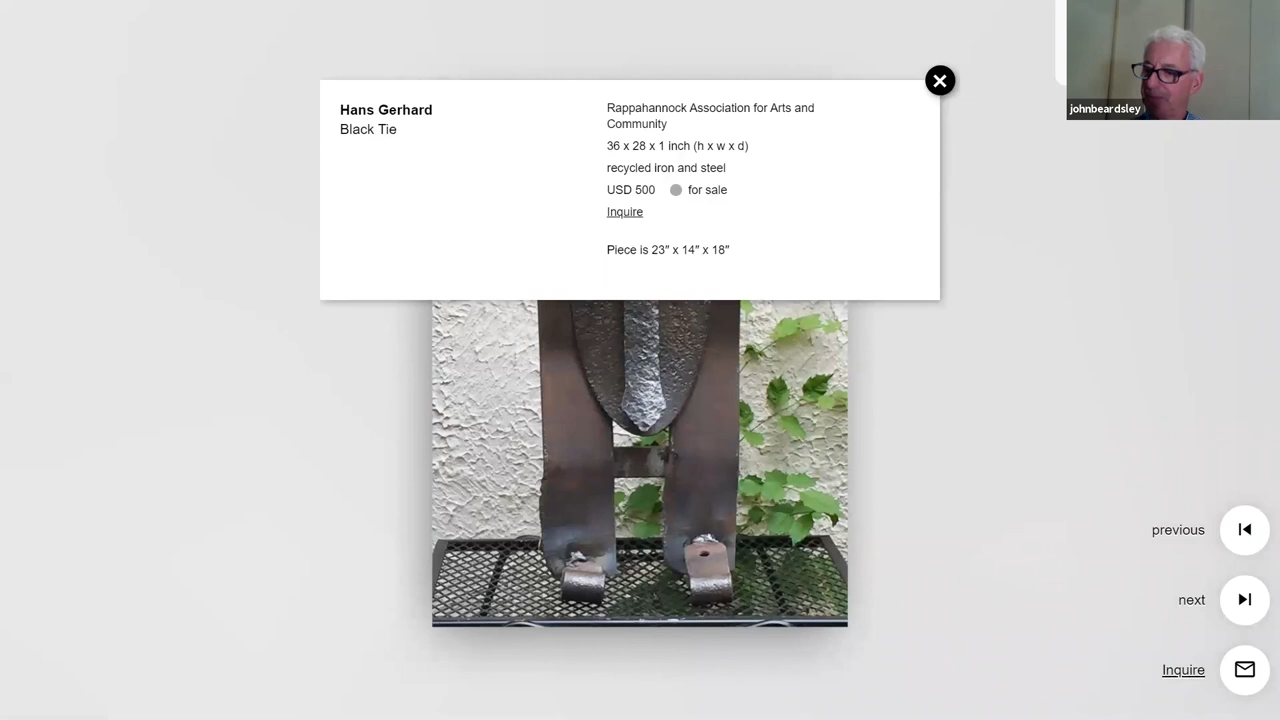 johnbeardsley
Hans Gerhard
Black Tie
Rappahannock Association for Arts and
Community
36 x 28 x 1 inch (h x w x d)
recycled iron and steel
USD 500 for sale
Inquire
Piece is 23″ x 14″ x 18″
previous
next
Inquire